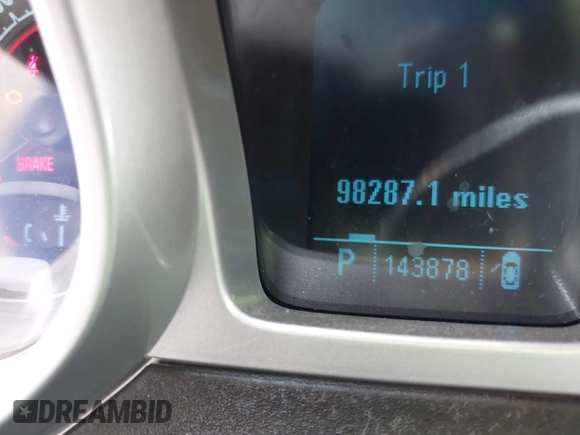 Trip 1
BRAKE
98287.1 miles
P 143878
DREAMBID